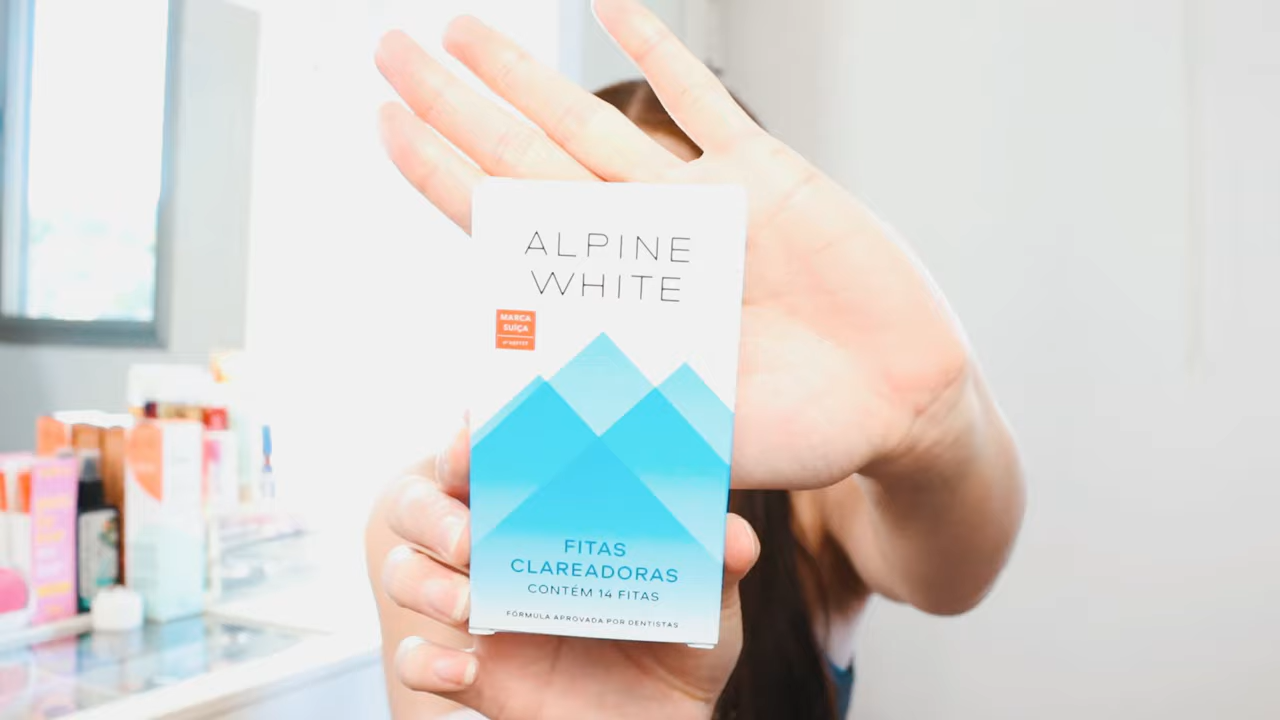 ALPINE
WHITE
MARCA
SUÍÇA
FITAS
CLAREADORAS
CONTÉM 14 FITAS
FÓRMULA APROVADA POR DENTISTAS